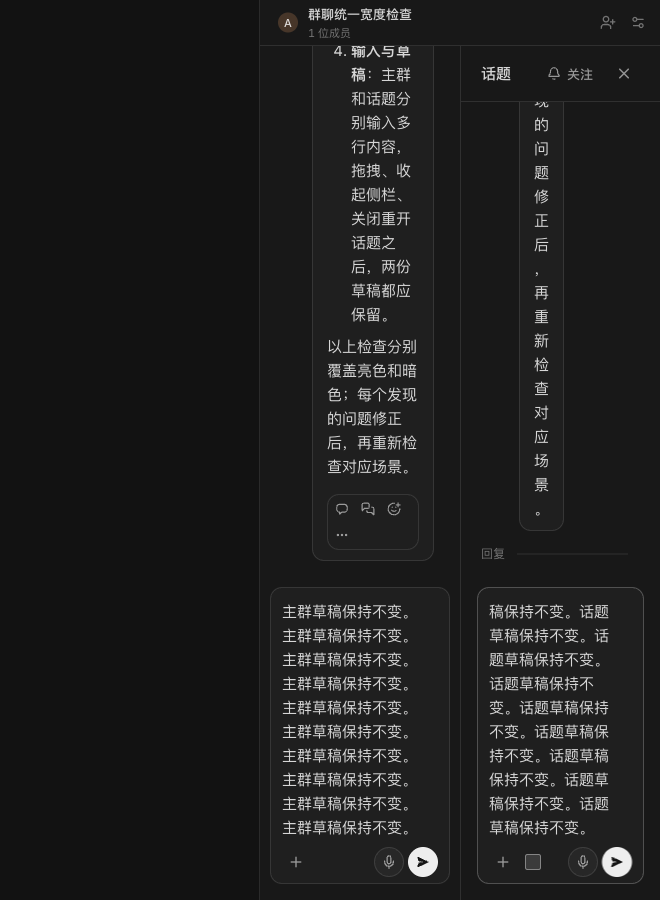 A
群聊统一宽度检查
1 位成员
4. 输入与草
稿：主群
和话题分
别输入多
行内容，
拖拽、收
起侧栏、
关闭重开
话题之
后，两份
草稿都应
保留。
以上检查分别
覆盖亮色和暗
色；每个发现
的问题修正
后，再重新检
查对应场景。
主群草稿保持不变。
主群草稿保持不变。
主群草稿保持不变。
主群草稿保持不变。
主群草稿保持不变。
主群草稿保持不变。
主群草稿保持不变。
主群草稿保持不变。
主群草稿保持不变。
主群草稿保持不变。
话题
关注
现
的
问
题
修
正
后
，
再
重
新
检
查
对
应
场
景
。
回复
稿保持不变。话题
草稿保持不变。话
题草稿保持不变。
话题草稿保持不
变。话题草稿保持
不变。话题草稿保
持不变。话题草稿
保持不变。话题草
稿保持不变。话题
草稿保持不变。